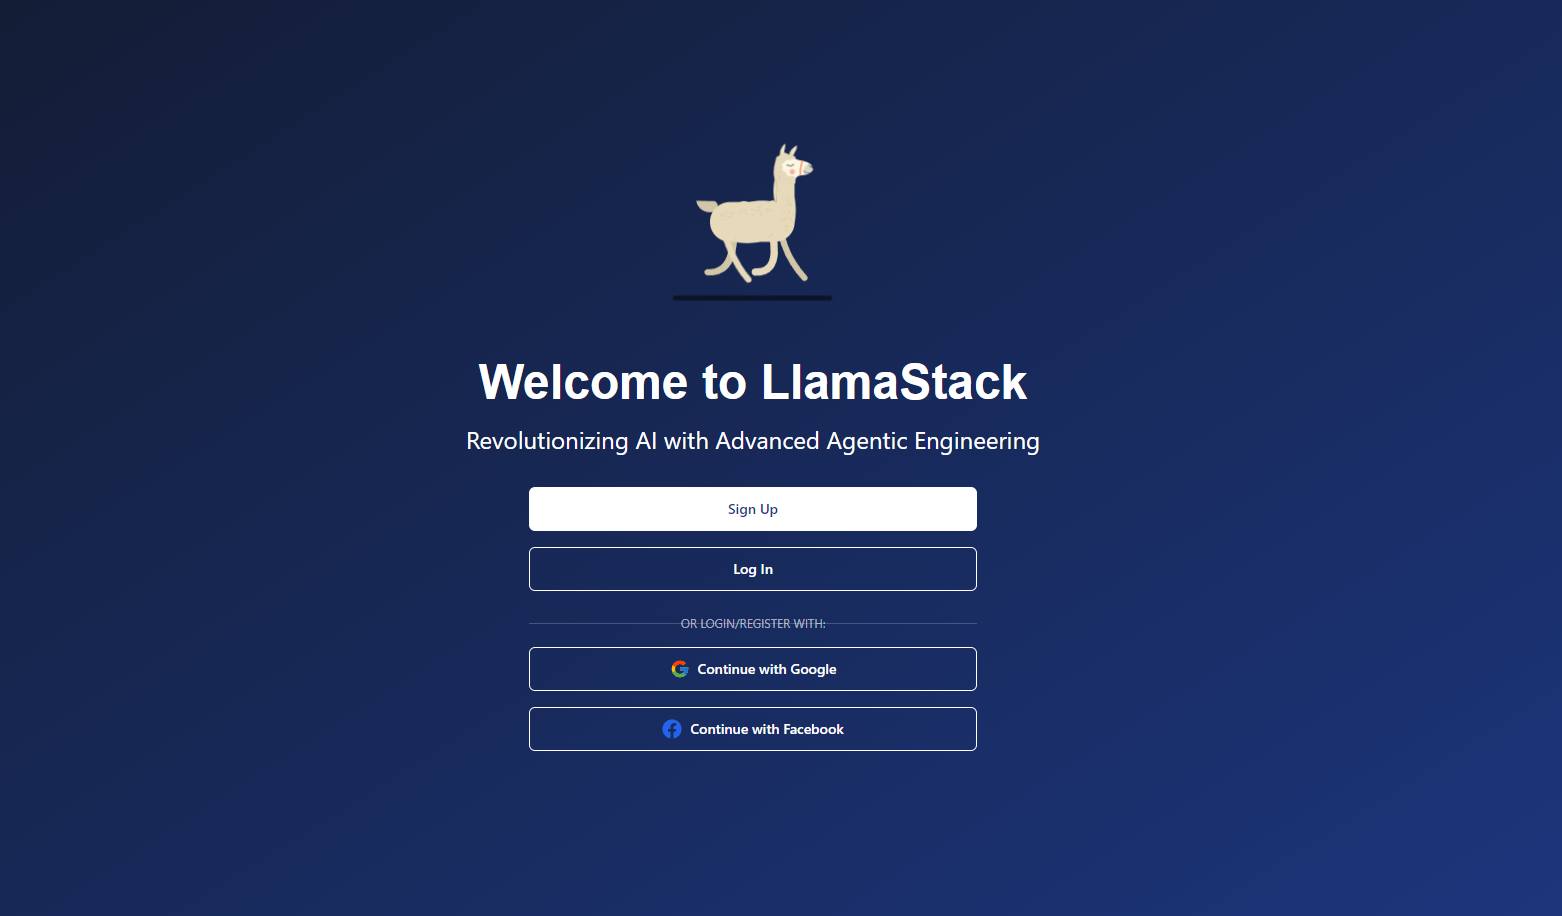 Welcome to LlamaStack
Revolutionizing AI with Advanced Agentic Engineering
Sign Up
Log In
OR LOGIN/REGISTER WITH:
Continue with Google
Continue with Facebook